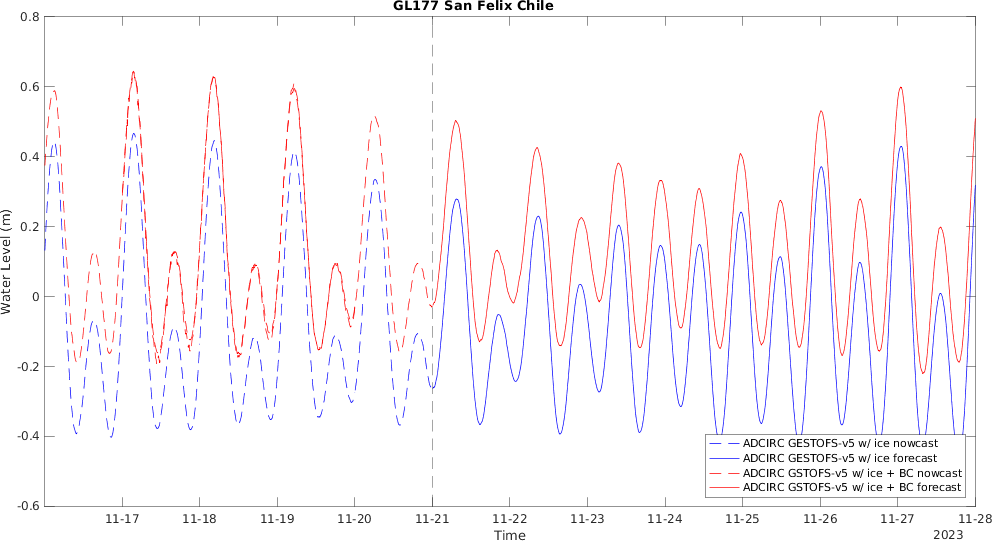 GL177 San Felix Chile
0.8
0.6
0.4
0.2
0
-0.2
-0.4
-0.6
Water Level (m)
ADCIRC GESTOFS-v5 w/ ice nowcast
ADCIRC GESTOFS-v5 w/ ice forecast
ADCIRC GSTOFS-v5 w/ ice + BC nowcast
ADCIRC GSTOFS-v5 w/ ice + BC forecast
11-17 11-18 11-19 11-20 11-21 11-22 11-23 11-24 11-25 11-26 11-27 11-28
Time
2023